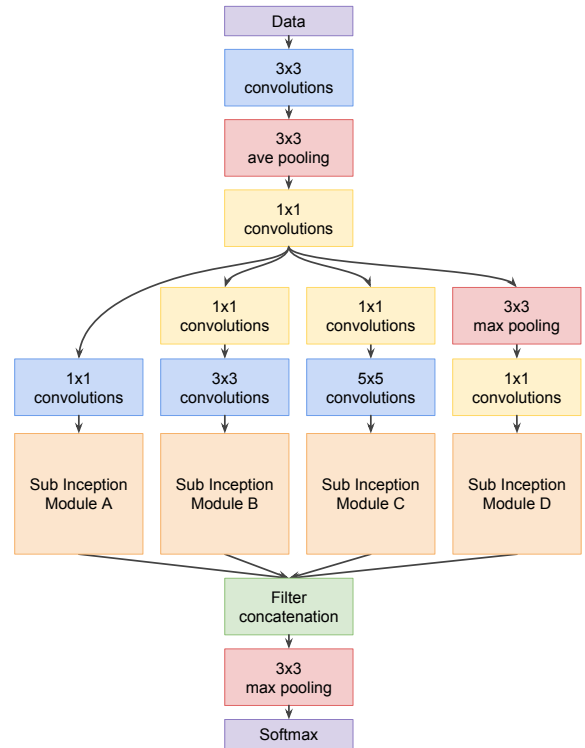 Data
3x3
convolutions
3x3
ave pooling
1x1
convolutions
1x1
convolutions
1x1
convolutions
3x3
max pooling
1x1
convolutions
3x3
convolutions
5x5
convolutions
1x1
convolutions
Sub Inception
Module A
Sub Inception
Module B
Sub Inception
Module C
Sub Inception
Module D
Filter
concatenation
3x3
max pooling
Softmax